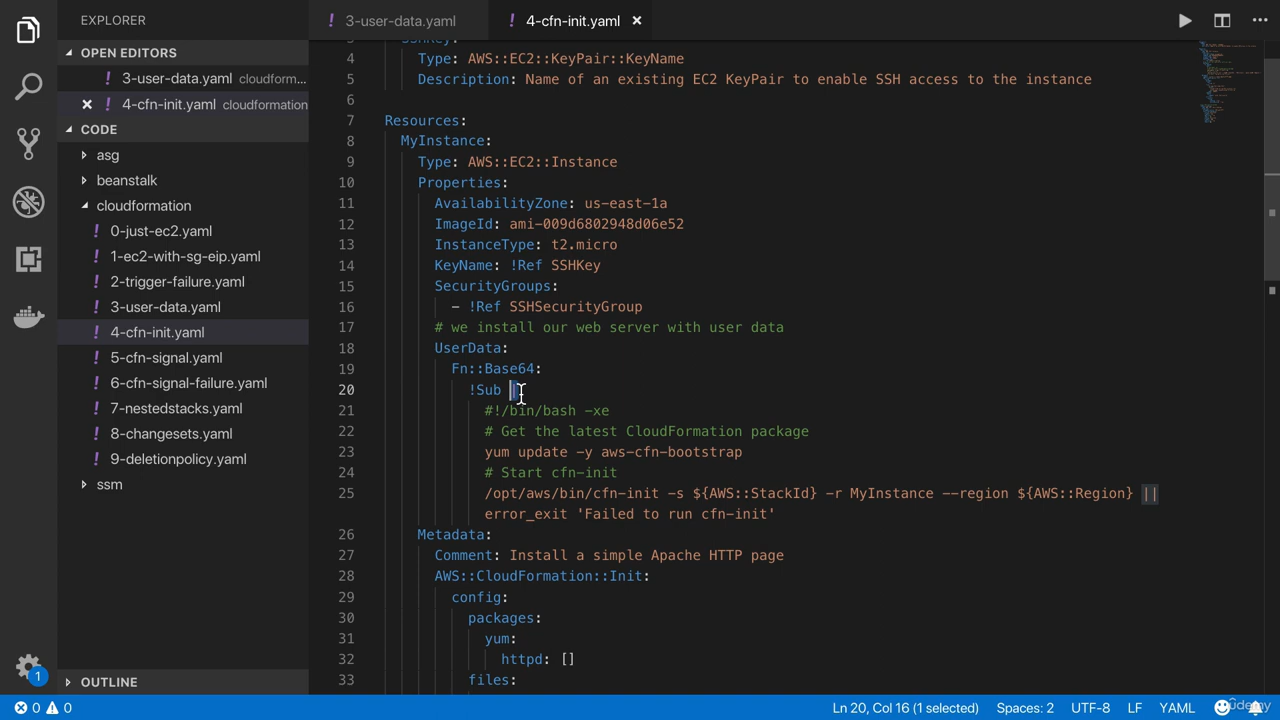 EXPLORER
OPEN EDITORS
! 3-user-data.yaml cloudform...
× ! 4-cfn-init.yaml cloudformation
CODE
asg
beanstalk
cloudformation
! 0-just-ec2.yaml
! 1-ec2-with-sg-eip.yaml
! 2-trigger-failure.yaml
! 3-user-data.yaml
! 4-cfn-init.yaml
! 5-cfn-signal.yaml
! 6-cfn-signal-failure.yaml
! 7-nestedstacks.yaml
! 8-changesets.yaml
! 9-deletionpolicy.yaml
ssm
OUTLINE
1
! 3-user-data.yaml
! 4-cfn-init.yaml ×
3 SSHKey:
4 Type: AWS::EC2::KeyPair::KeyName
5 Description: Name of an existing EC2 KeyPair to enable SSH access to the instance
6
7 Resources:
8 MyInstance:
9 Type: AWS::EC2::Instance
10 Properties:
11 AvailabilityZone: us-east-1a
12 ImageId: ami-009d6802948d06e52
13 InstanceType: t2.micro
14 KeyName: !Ref SSHKey
15 SecurityGroups:
16 - !Ref SSHSecurityGroup
17 # we install our web server with user data
18 UserData:
19 Fn::Base64:
20 !Sub |
21 #!/bin/bash -xe
22 # Get the latest CloudFormation package
23 yum update -y aws-cfn-bootstrap
24 # Start cfn-init
25 /opt/aws/bin/cfn-init -s ${AWS::StackId} -r MyInstance --region ${AWS::Region} ||
error_exit 'Failed to run cfn-init'
26 Metadata:
27 Comment: Install a simple Apache HTTP page
28 AWS::CloudFormation::Init:
29 config:
30 packages:
31 yum:
32 httpd: []
33 files:
0 0 Ln 20, Col 16 (1 selected) Spaces: 2 UTF-8 LF YAML
Udemy